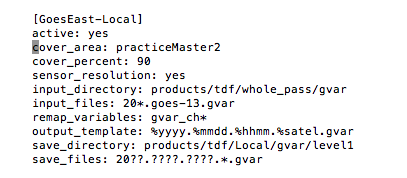 [GoesEast-Local]
active: yes
cover_area: practiceMaster2
cover_percent: 90
sensor_resolution: yes
input_directory: products/tdf/whole_pass/gvar
input_files: 20*.goes-13.gvar
remap_variables: gvar_ch*
output_template: %yyyy.%mmdd.%hhmm.%satel.gvar
save_directory: products/tdf/Local/gvar/level1
save_files: 20??.????.????.*.gvar